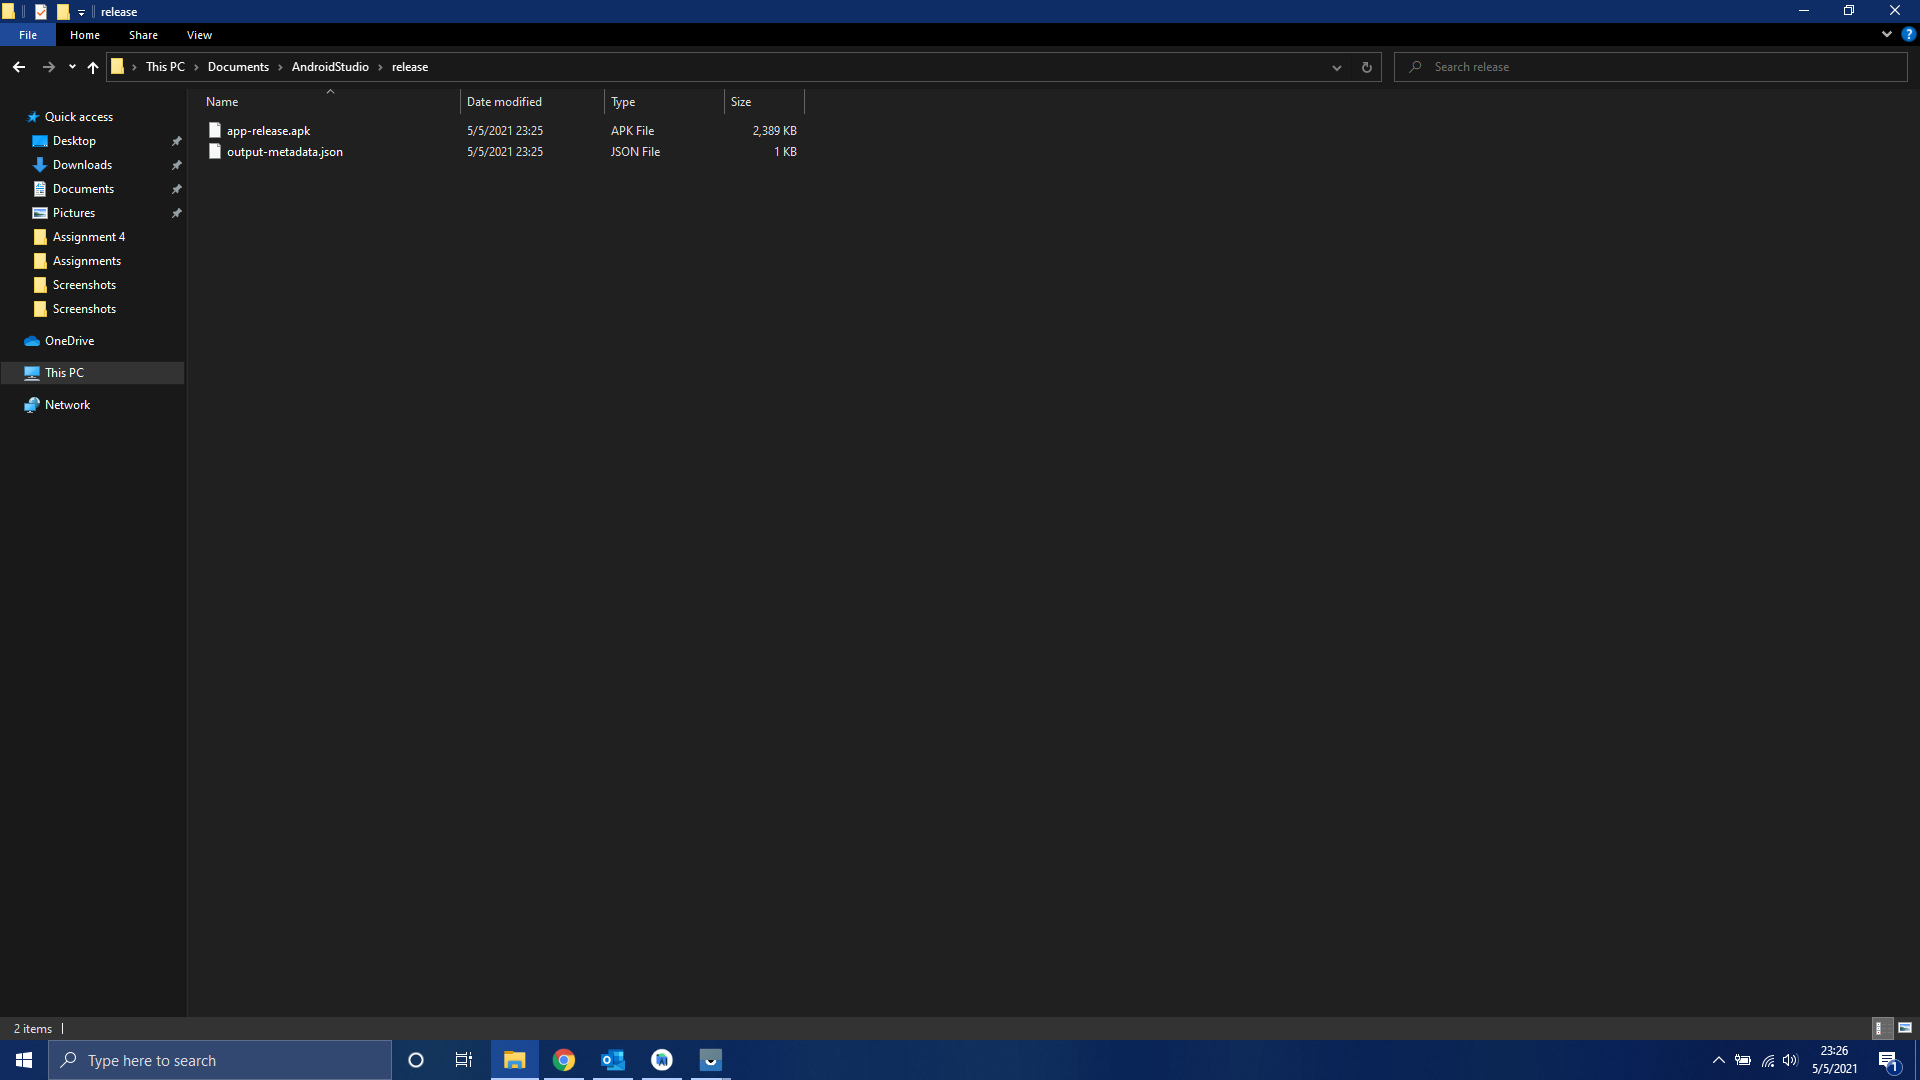 release
File Home Share View
This PC Documents AndroidStudio release
Search release
Name Date modified Type Size
app-release.apk 5/5/2021 23:25 APK File 2,389 KB
output-metadata.json 5/5/2021 23:25 JSON File 1 KB
Quick access
Desktop
Downloads
Documents
Pictures
Assignment 4
Assignments
Screenshots
Screenshots
OneDrive
This PC
Network
2 items
Type here to search
23:26
5/5/2021
1